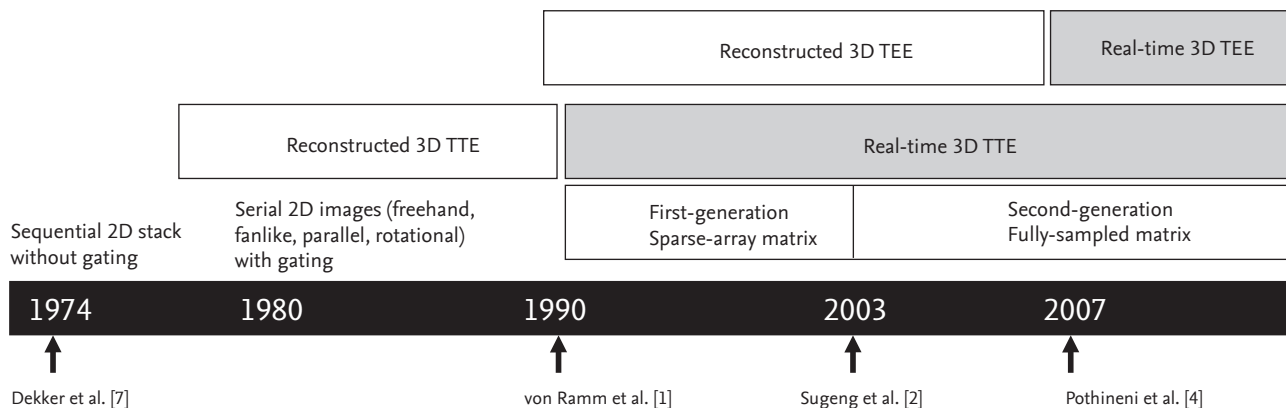 Reconstructed 3D TEE
Real-time 3D TEE
Reconstructed 3D TTE
Real-time 3D TTE
Sequential 2D stack
without gating
Serial 2D images (freehand,
fanlike, parallel, rotational)
with gating
First-generation
Sparse-array matrix
Second-generation
Fully-sampled matrix
1974
1980
1990
2003
2007
Dekker et al. [7]
von Ramm et al. [1]
Sugeng et al. [2]
Pothineni et al. [4]